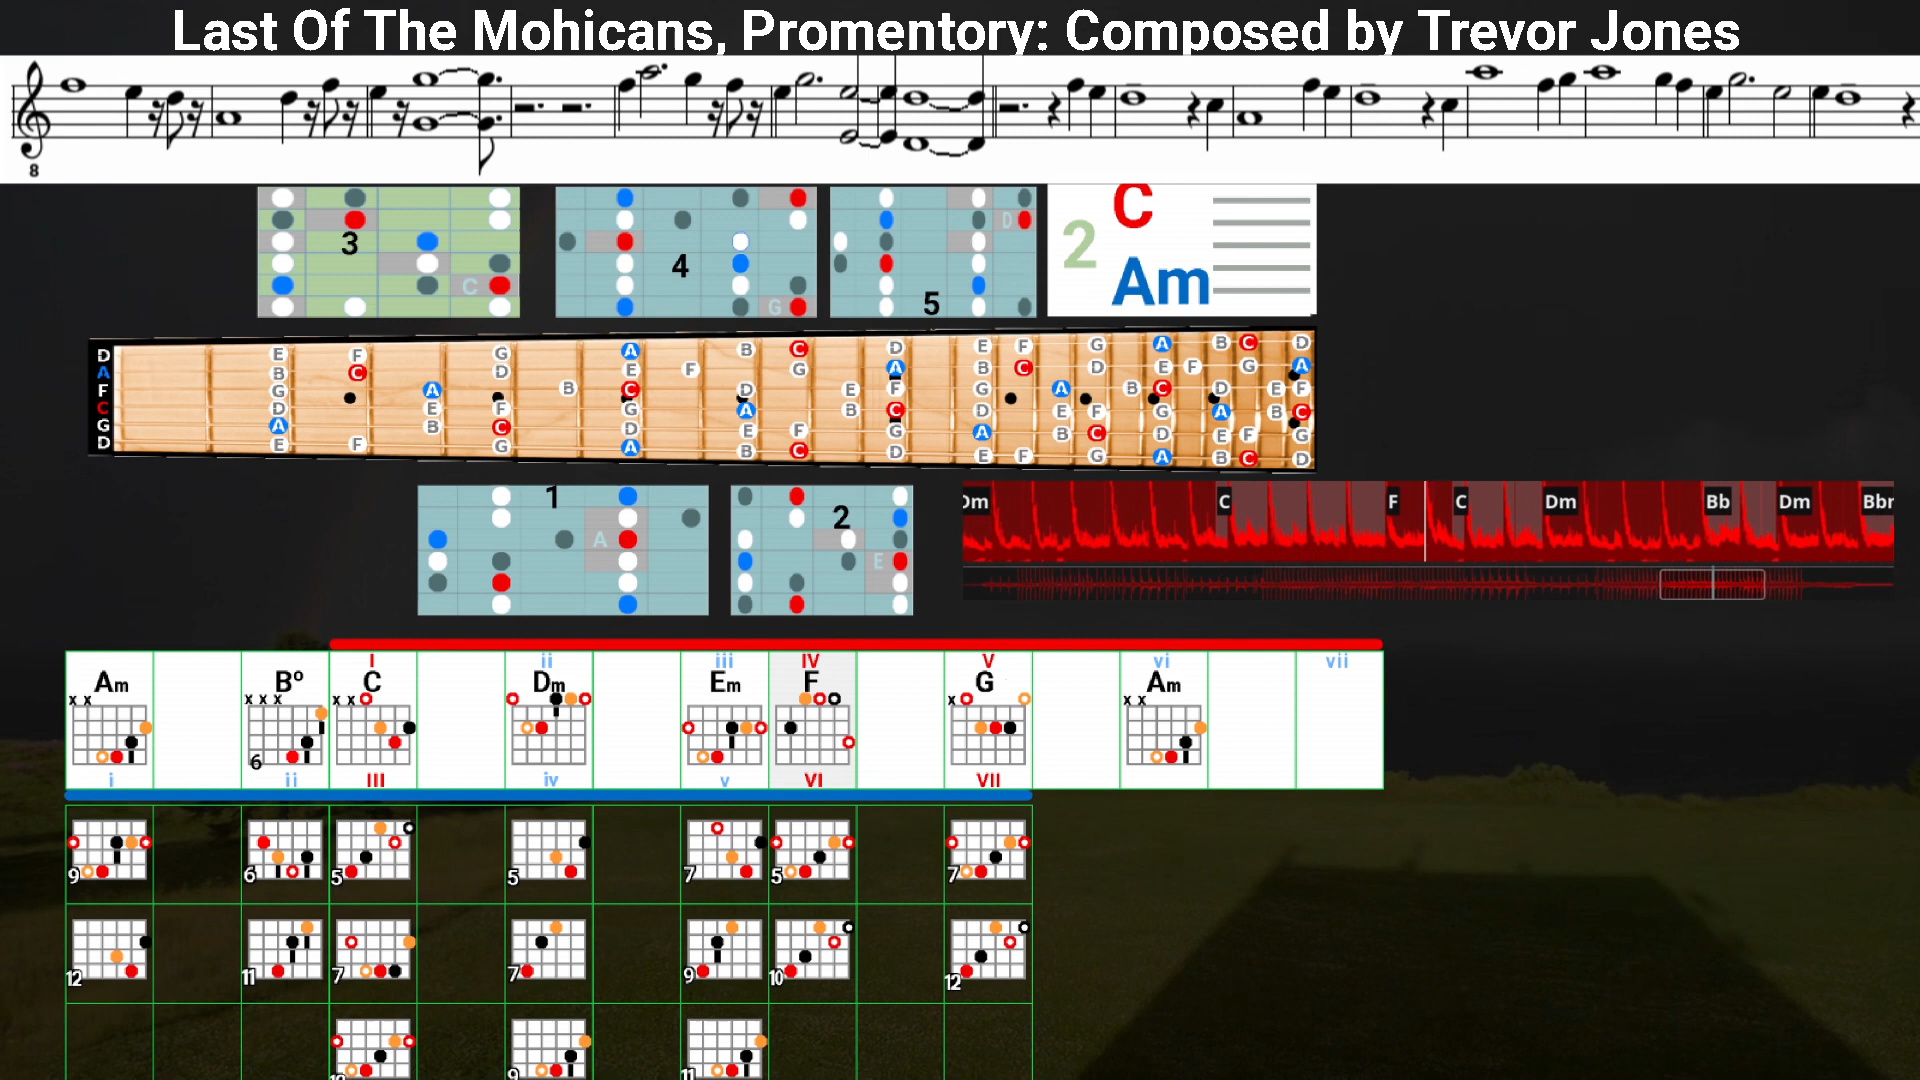 Last Of The Mohicans, Promentory: Composed by Trevor Jones
8
3 C
4 G
5 D
2 C
Am
D E F G A B C D E F G A B C D
A B C D E F G A B C D E F G A
F G A B C D E F G A B C D E F
C D E F G A B C D E F G A B C
G A B C D E F G A B C D E F G
D E F G A B C D E F G A B C D
1 A
2 E
Dm C F C Dm Bb Dm
I ii iii IV V vi vii
Am Bº C Dm Em F G Am
x x x x x x x x x x
6
i ii III iv v VI VII
9 6 5 5 7 5 7
12 11 7 7 9 10 12